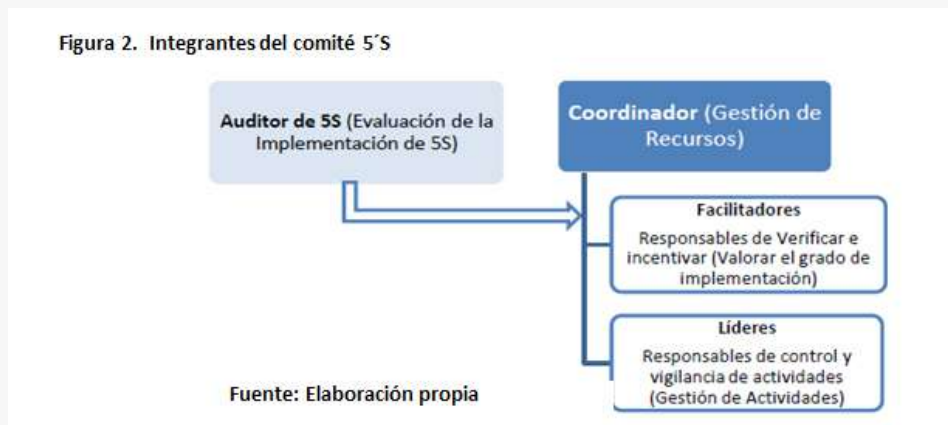 Figura 2.  Integrantes del comité 5´S
Auditor de 5S (Evaluación de la
Implementación de 5S)
Coordinador (Gestión de
Recursos)
Facilitadores
Responsables de Verificar e
incentivar (Valorar el grado de
implementación)
Líderes
Responsables de control y
vigilancia de actividades
(Gestión de Actividades)
Fuente: Elaboración propia